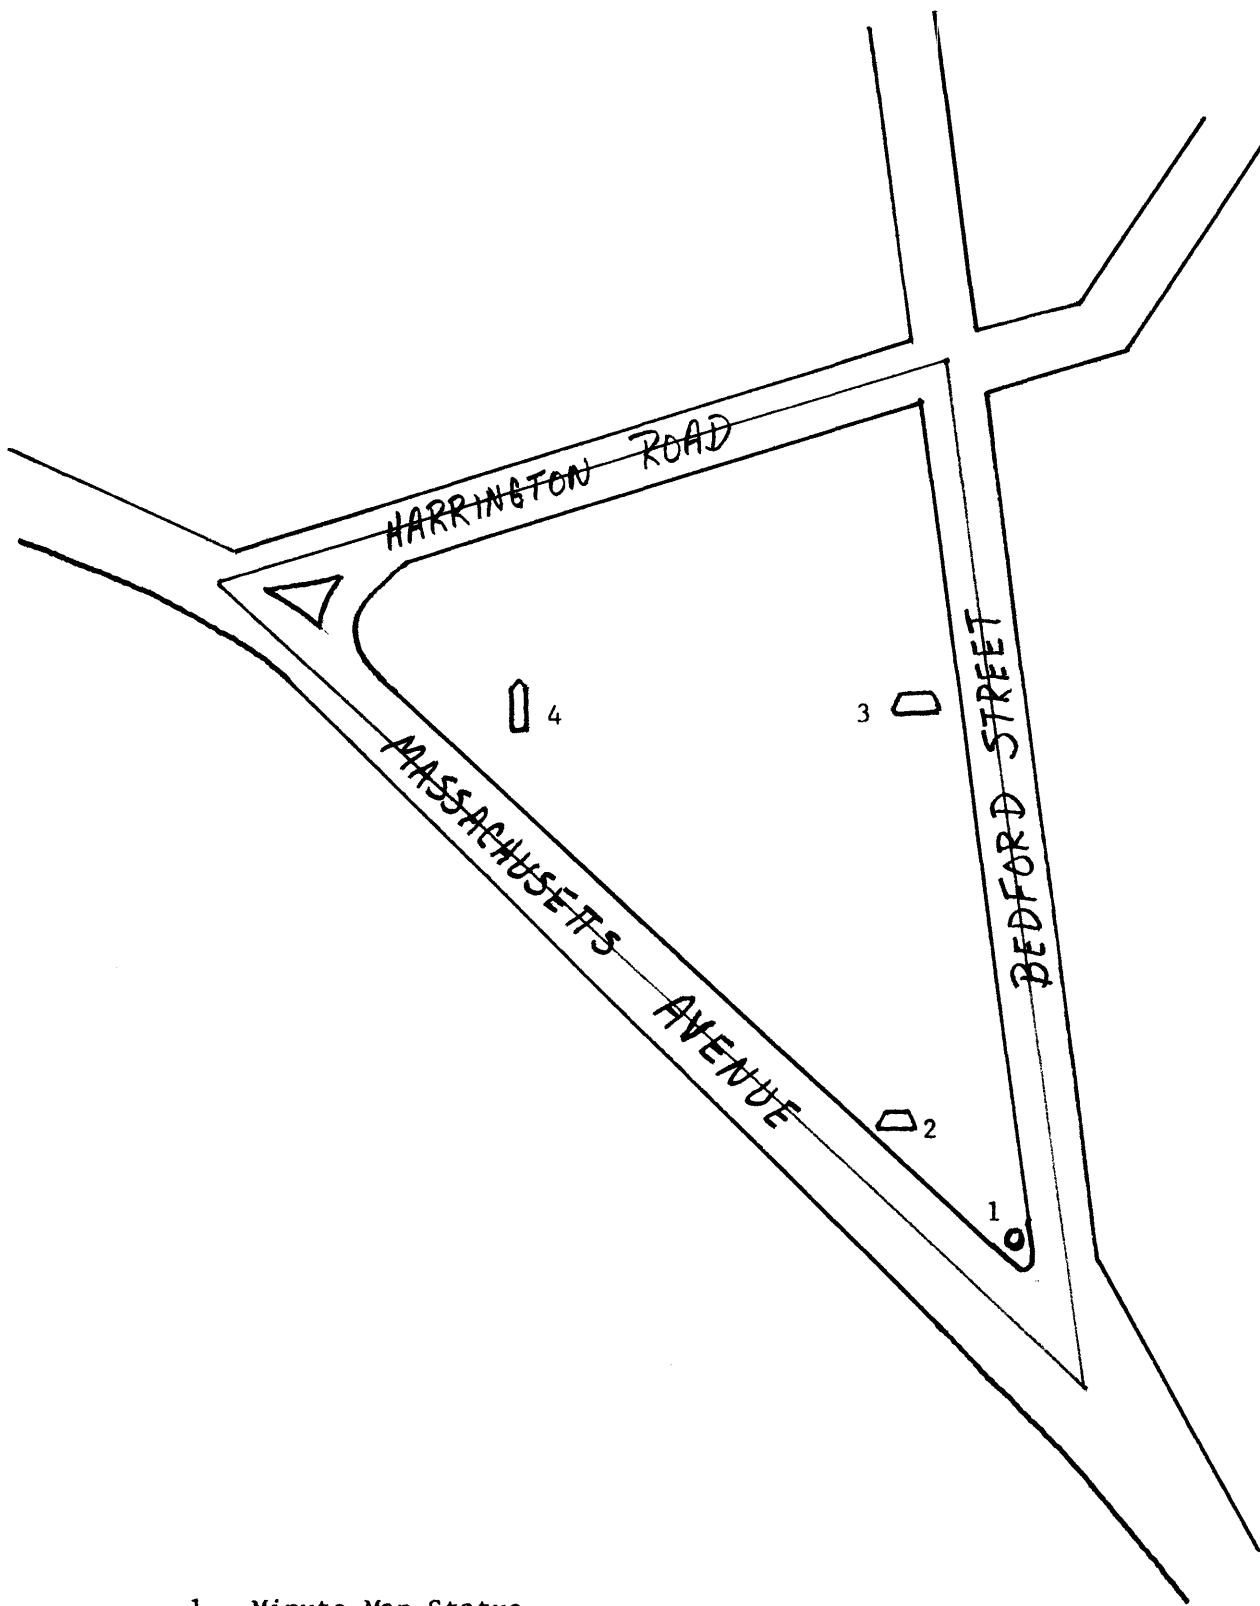 HARRINGTON ROAD
4
3
BEDFORD STREET
MASSACHUSETTS AVENUE
2
1
1 Minute Man Statue